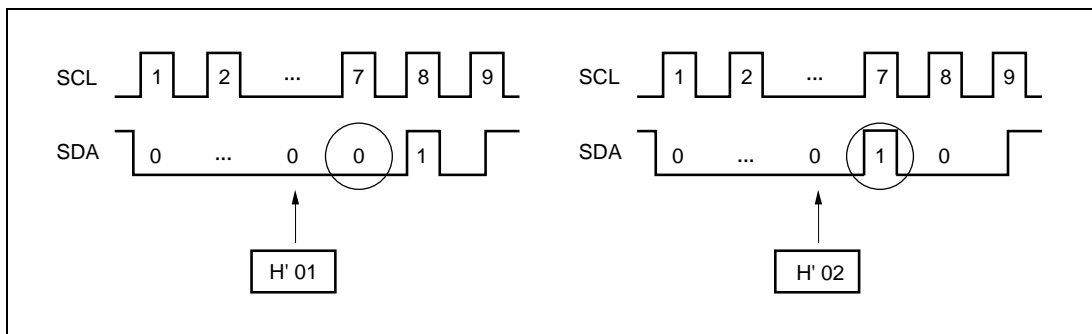 SCL 1 2 ... 7 8 9
SDA 0 ... 0 0 1
H' 01
SCL 1 2 ... 7 8 9
SDA 0 ... 0 1 0
H' 02